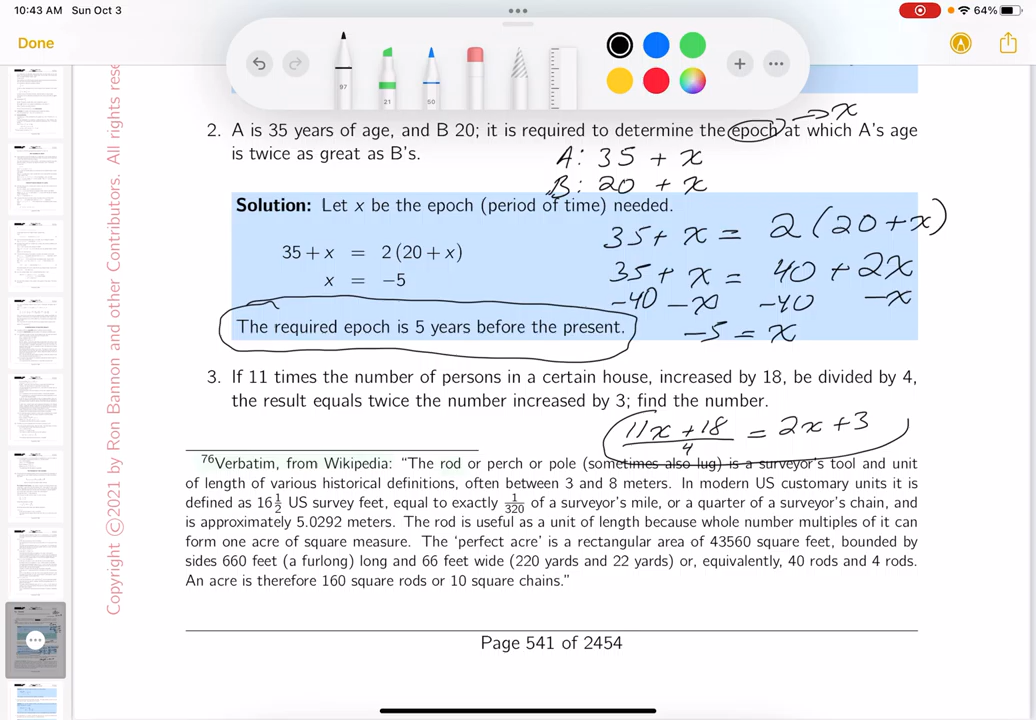 10:43 AM Sun Oct 3
64%
Done
97
21
50
→ x
2. A is 35 years of age, and B 20; it is required to determine the epoch at which A's age
is twice as great as B's.
A: 35 + x
B: 20 + x
Solution: Let x be the epoch (period of time) needed.
35 + x = 2 (20 + x)
35 + x = 2 (20 + x)
35 + x = 40 + 2x
x = −5
-40 -x -40 -x
The required epoch is 5 years before the present.
-5 = x
3. If 11 times the number of persons in a certain house, increased by 18, be divided by 4,
the result equals twice the number increased by 3; find the number.
11x + 18 / 4 = 2x + 3
76Verbatim, from Wikipedia: "The rod or perch or pole (sometimes also lug) is a surveyor's tool and unit
of length of various historical definitions, often between 3 and 8 meters. In modern US customary units it is
defined as 16 1/2 US survey feet, equal to exactly 1/320 of a surveyor's mile, or a quarter of a surveyor's chain, and
is approximately 5.0292 meters. The rod is useful as a unit of length because whole number multiples of it can
form one acre of square measure. The 'perfect acre' is a rectangular area of 43560 square feet, bounded by
sides 660 feet (a furlong) long and 66 feet wide (220 yards and 22 yards) or, equivalently, 40 rods and 4 rods.
An acre is therefore 160 square rods or 10 square chains."
Page 541 of 2454
Copyright ©2021 by Ron Bannon and other Contributors. All rights rese